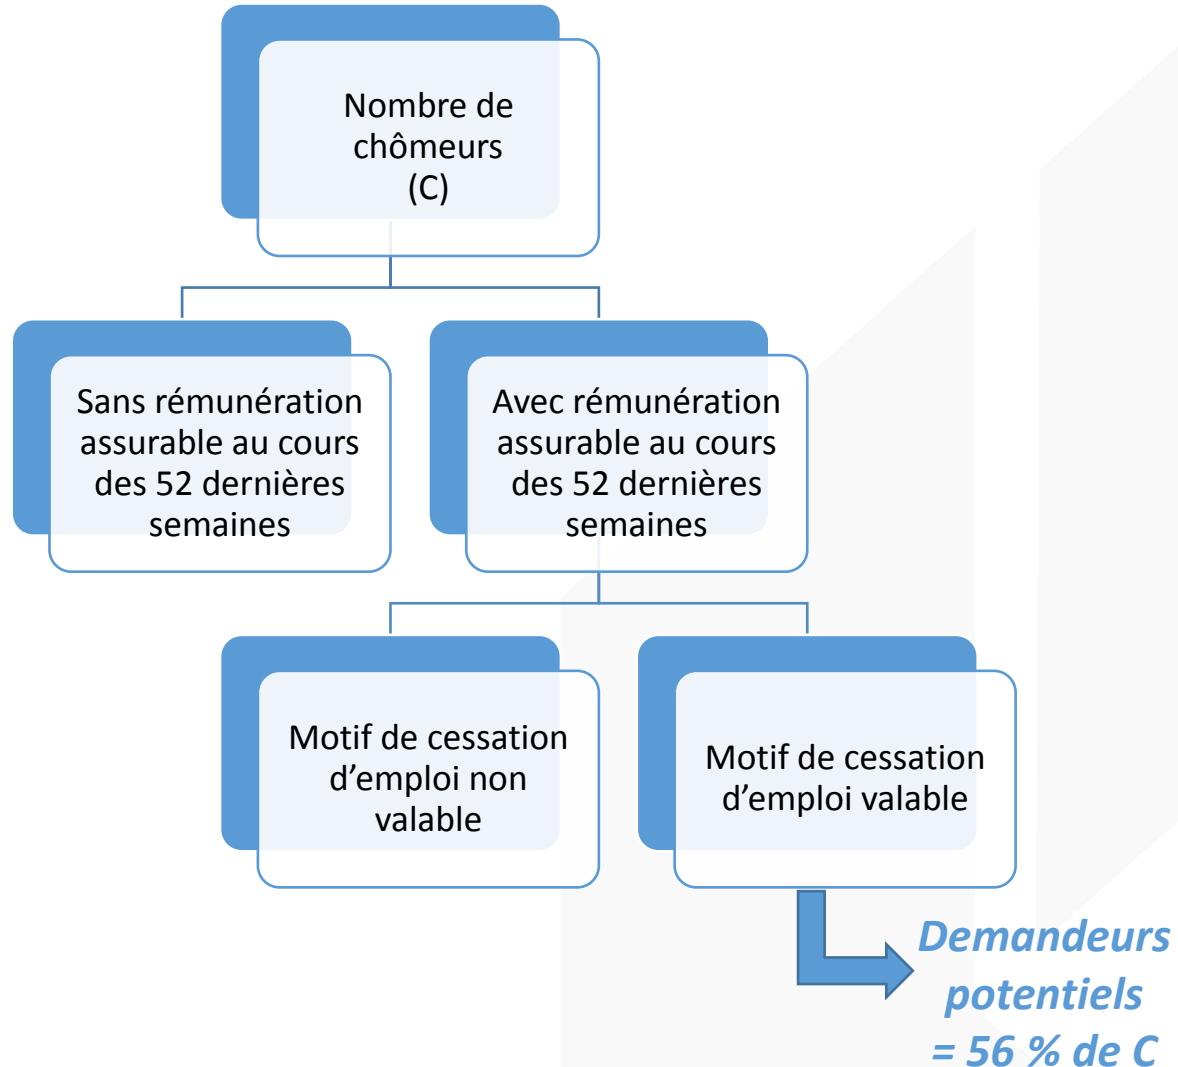 Nombre de
chômeurs
(C)
Sans rémunération
assurable au cours
des 52 dernières
semaines
Avec rémunération
assurable au cours
des 52 dernières
semaines
Motif de cessation
d’emploi non
valable
Motif de cessation
d’emploi valable
Demandeurs
potentiels
= 56 % de C